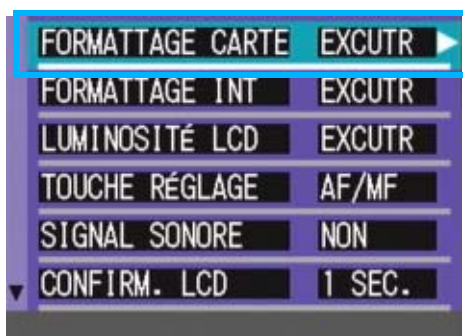 FORMATTAGE CARTE EXCUTR
FORMATTAGE INT EXCUTR
LUMINOSITÉ LCD EXCUTR
TOUCHE RÉGLAGE AF/MF
SIGNAL SONORE NON
CONFIRM. LCD 1 SEC.